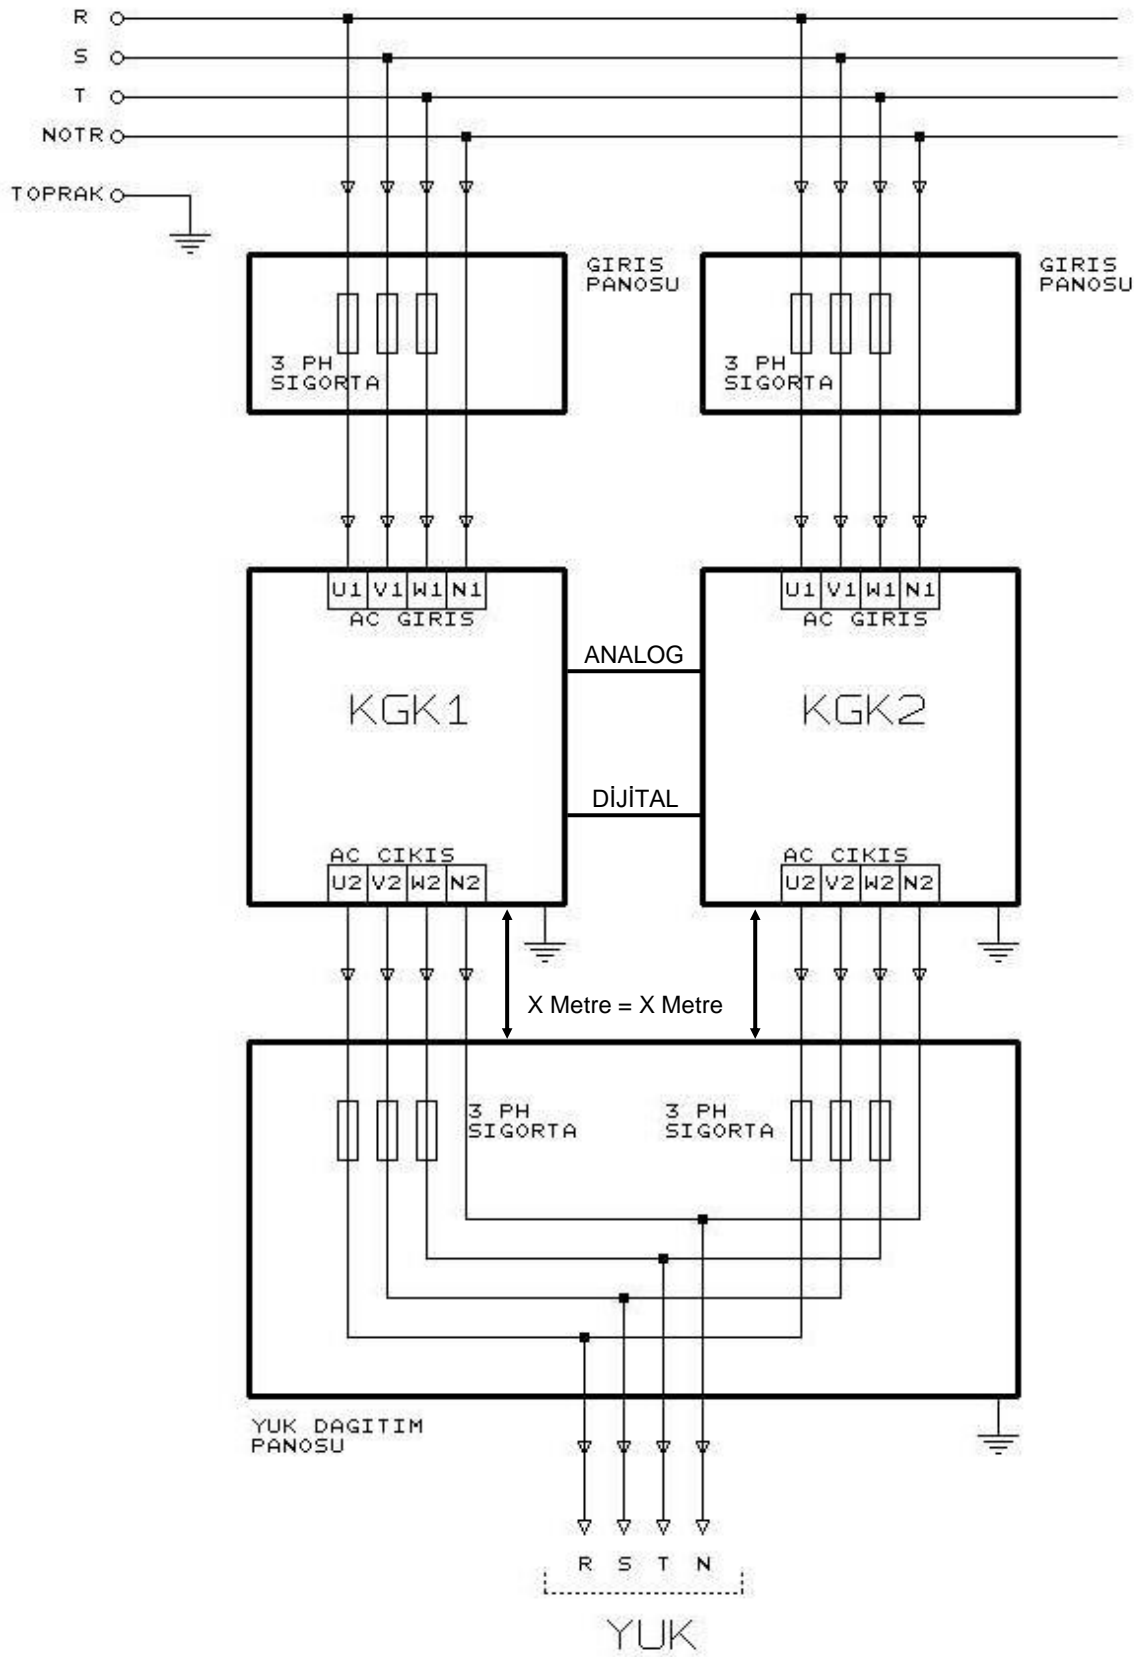 R
S
T
NOTR
TOPRAK
GIRIS
PANOSU
GIRIS
PANOSU
3 PH
SIGORTA
3 PH
SIGORTA
U1 V1 W1 N1
AC GIRIS
U1 V1 W1 N1
AC GIRIS
ANALOG
KGK1
KGK2
DİJİTAL
AC CIKIS
U2 V2 W2 N2
AC CIKIS
U2 V2 W2 N2
X Metre = X Metre
3 PH
SIGORTA
3 PH
SIGORTA
YUK DAGITIM
PANOSU
R S T N
YUK